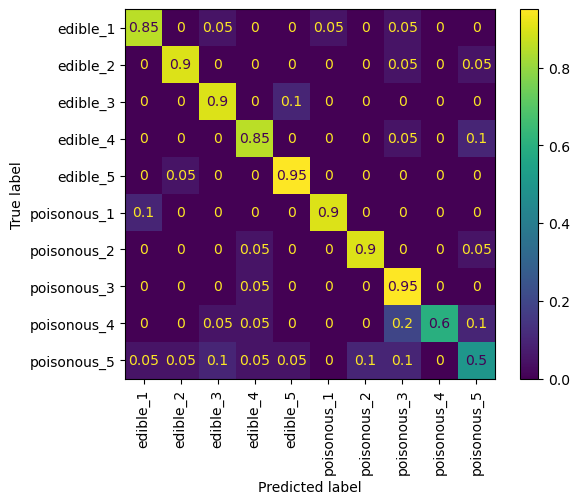 edible_1 0.85 0 0.05 0 0 0.05 0 0.05 0 0
edible_2 0 0.9 0 0 0 0 0 0.05 0 0.05
edible_3 0 0 0.9 0 0.1 0 0 0 0 0
edible_4 0 0 0 0.85 0 0 0 0.05 0 0.1
edible_5 0 0.05 0 0 0.95 0 0 0 0 0
poisonous_1 0.1 0 0 0 0 0.9 0 0 0 0
poisonous_2 0 0 0 0.05 0 0 0.9 0 0 0.05
poisonous_3 0 0 0 0.05 0 0 0 0.95 0 0
poisonous_4 0 0 0.05 0.05 0 0 0 0.2 0.6 0.1
poisonous_5 0.05 0.05 0.1 0.05 0.05 0 0.1 0.1 0 0.5
True label
edible_1 edible_2 edible_3 edible_4 edible_5 poisonous_1 poisonous_2 poisonous_3 poisonous_4 poisonous_5
Predicted label
0.8
0.6
0.4
0.2
0.0